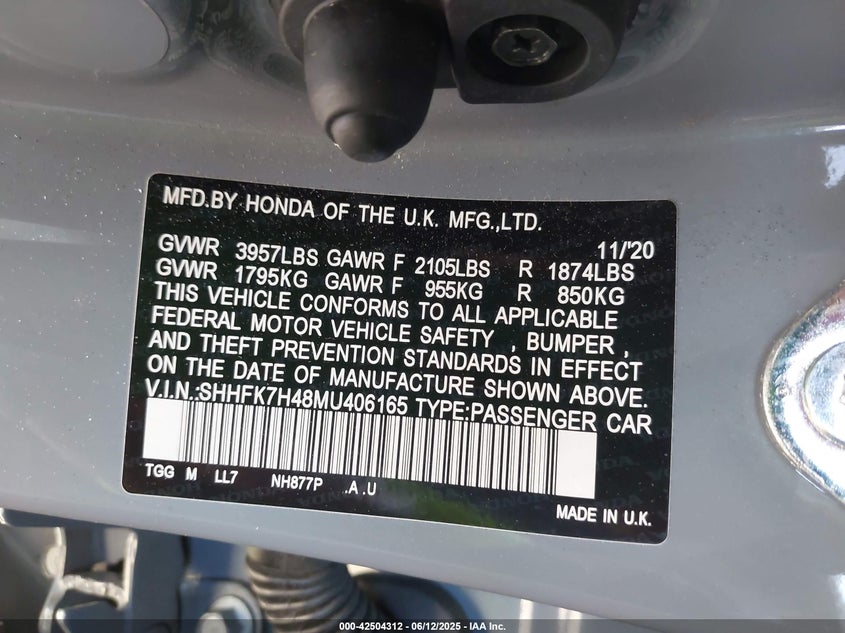 MFD.BY HONDA OF THE U.K. MFG.,LTD.
11/'20
GVWR 3957LBS GAWR F 2105LBS R 1874LBS
GVWR 1795KG GAWR F 955KG R 850KG
THIS VEHICLE CONFORMS TO ALL APPLICABLE
FEDERAL MOTOR VEHICLE SAFETY , BUMPER ,
AND THEFT PREVENTION STANDARDS IN EFFECT
ON THE DATE OF MANUFACTURE SHOWN ABOVE.
V.I.N.:SHHFK7H48MU406165 TYPE:PASSENGER CAR
TGG M LL7 NH877P .A .U
MADE IN U.K.
000-42504312 - 06/12/2025 - IAA Inc.